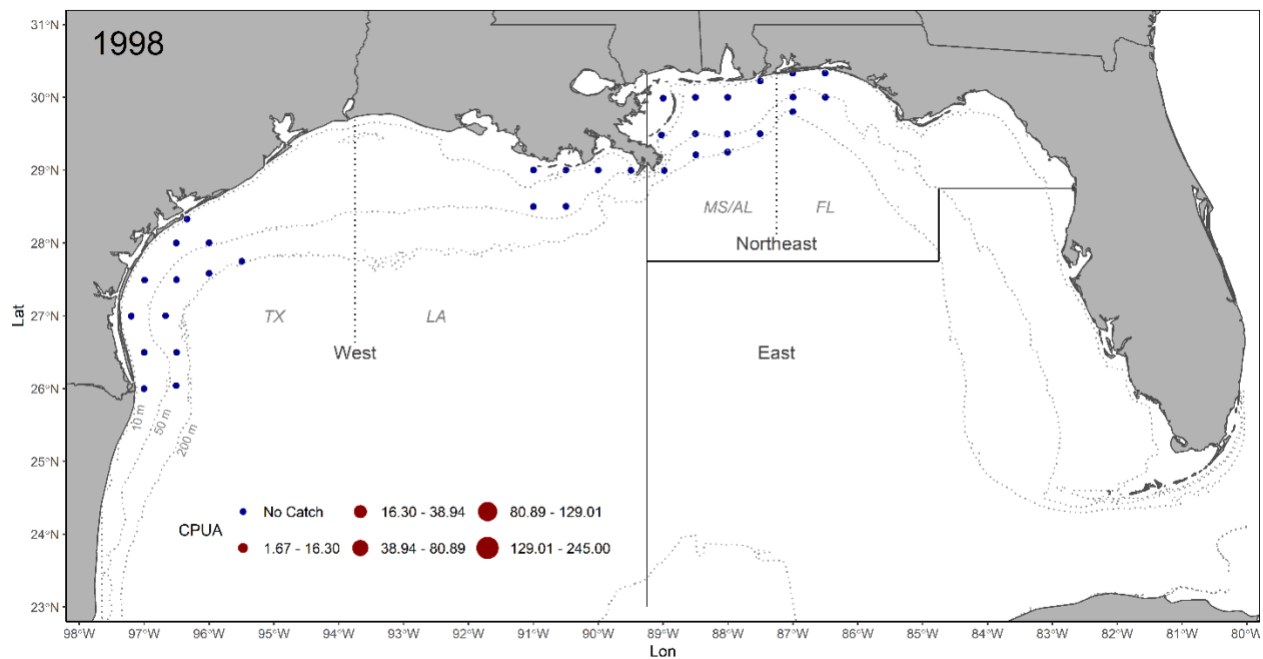 1998
31°N
30°N
29°N
28°N
27°N
26°N
25°N
24°N
23°N
Lat
MS/AL
FL
Northeast
TX
LA
West
East
10 m
50 m
200 m
CPUA
No Catch
16.30 - 38.94
80.89 - 129.01
1.67 - 16.30
38.94 - 80.89
129.01 - 245.00
98°W 97°W 96°W 95°W 94°W 93°W 92°W 91°W 90°W 89°W 88°W 87°W 86°W 85°W 84°W 83°W 82°W 81°W 80°W
Lon